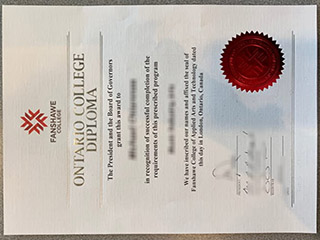 FANSHAWE
COLLEGE
ONTARIO COLLEGE
DIPLOMA
The President and the Board of Governors
grant this award to
in recognition of successful completion of the
requirements of this prescribed program
We have inscribed our names and affixed the seal of
Fanshawe College of Applied Arts and Technology dated
this day in London, Ontario, Canada